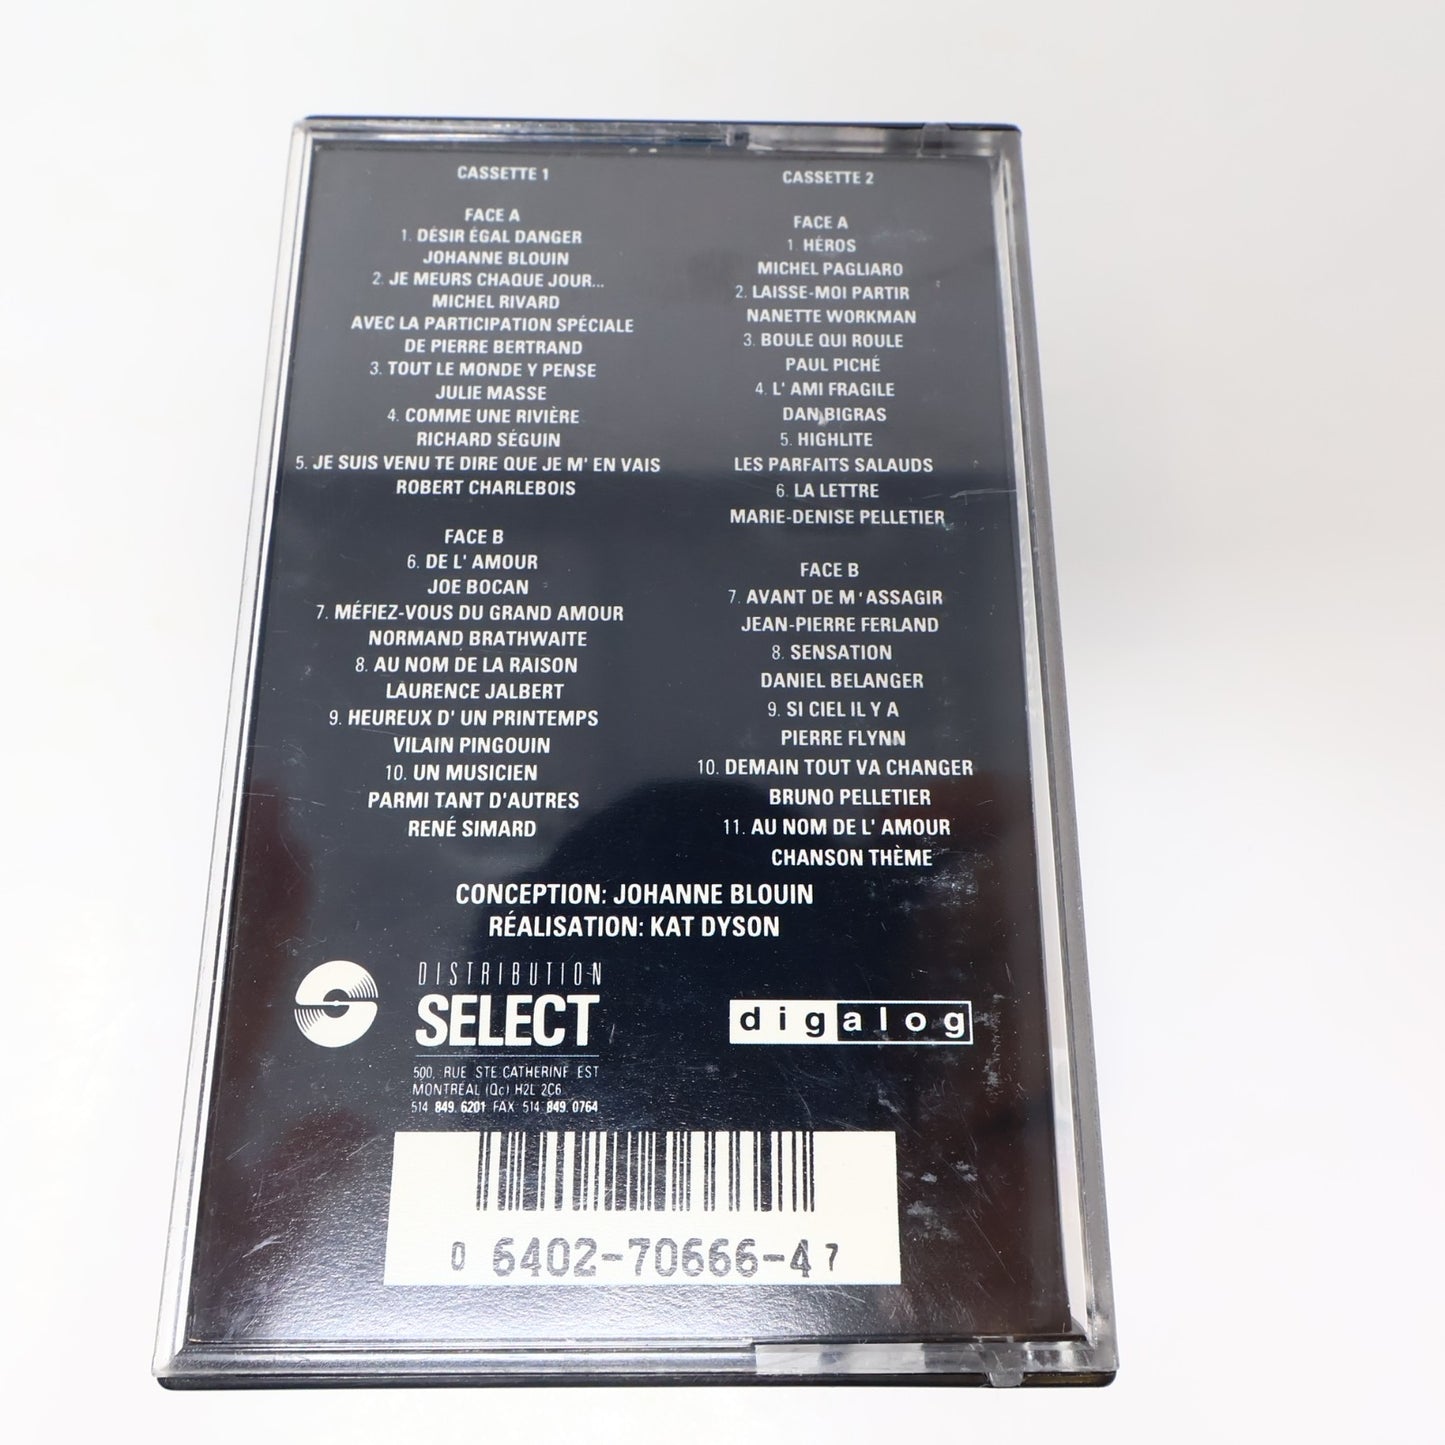 CASSETTE 1
FACE A
1. DÉSIR ÉGAL DANGER
JOHANNE BLOUIN
2. JE MEURS CHAQUE JOUR...
MICHEL RIVARD
AVEC LA PARTICIPATION SPÉCIALE
DE PIERRE BERTRAND
3. TOUT LE MONDE Y PENSE
JULIE MASSE
4. COMME UNE RIVIÈRE
RICHARD SÉGUIN
5. JE SUIS VENU TE DIRE QUE JE M' EN VAIS
ROBERT CHARLEBOIS
FACE B
6. DE L' AMOUR
JOE BOCAN
7. MÉFIEZ-VOUS DU GRAND AMOUR
NORMAND BRATHWAITE
8. AU NOM DE LA RAISON
LAURENCE JALBERT
9. HEUREUX D' UN PRINTEMPS
VILAIN PINGOUIN
10. UN MUSICIEN
PARMI TANT D'AUTRES
RENÉ SIMARD
CASSETTE 2
FACE A
1. HÉROS
MICHEL PAGLIARO
2. LAISSE-MOI PARTIR
NANETTE WORKMAN
3. BOULE QUI ROULE
PAUL PICHÉ
4. L' AMI FRAGILE
DAN BIGRAS
5. HIGHLITE
LES PARFAITS SALAUDS
6. LA LETTRE
MARIE-DENISE PELLETIER
FACE B
7. AVANT DE M'ASSAGIR
JEAN-PIERRE FERLAND
8. SENSATION
DANIEL BELANGER
9. SI CIEL IL Y A
PIERRE FLYNN
10. DEMAIN TOUT VA CHANGER
BRUNO PELLETIER
11. AU NOM DE L' AMOUR
CHANSON THÈME
CONCEPTION: JOHANNE BLOUIN
RÉALISATION: KAT DYSON
DISTRIBUTION
SELECT
500, RUE STE.CATHERINE EST
MONTRÉAL (Qc) H2L 2C6
514 849.6201 FAX 514 849.0764
digalog
0 6402-70666-4 7